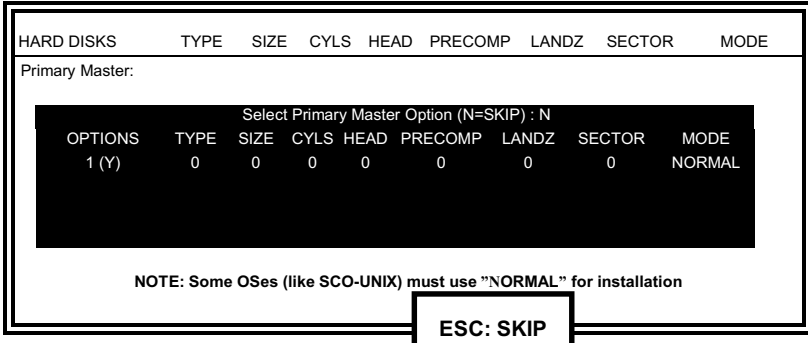 HARD DISKS TYPE SIZE CYLS HEAD PRECOMP LANDZ SECTOR MODE
Primary Master:
Select Primary Master Option (N=SKIP) : N
OPTIONS TYPE SIZE CYLS HEAD PRECOMP LANDZ SECTOR MODE
1 (Y) 0 0 0 0 0 0 0 NORMAL
NOTE: Some OSes (like SCO-UNIX) must use ”NORMAL” for installation
ESC: SKIP